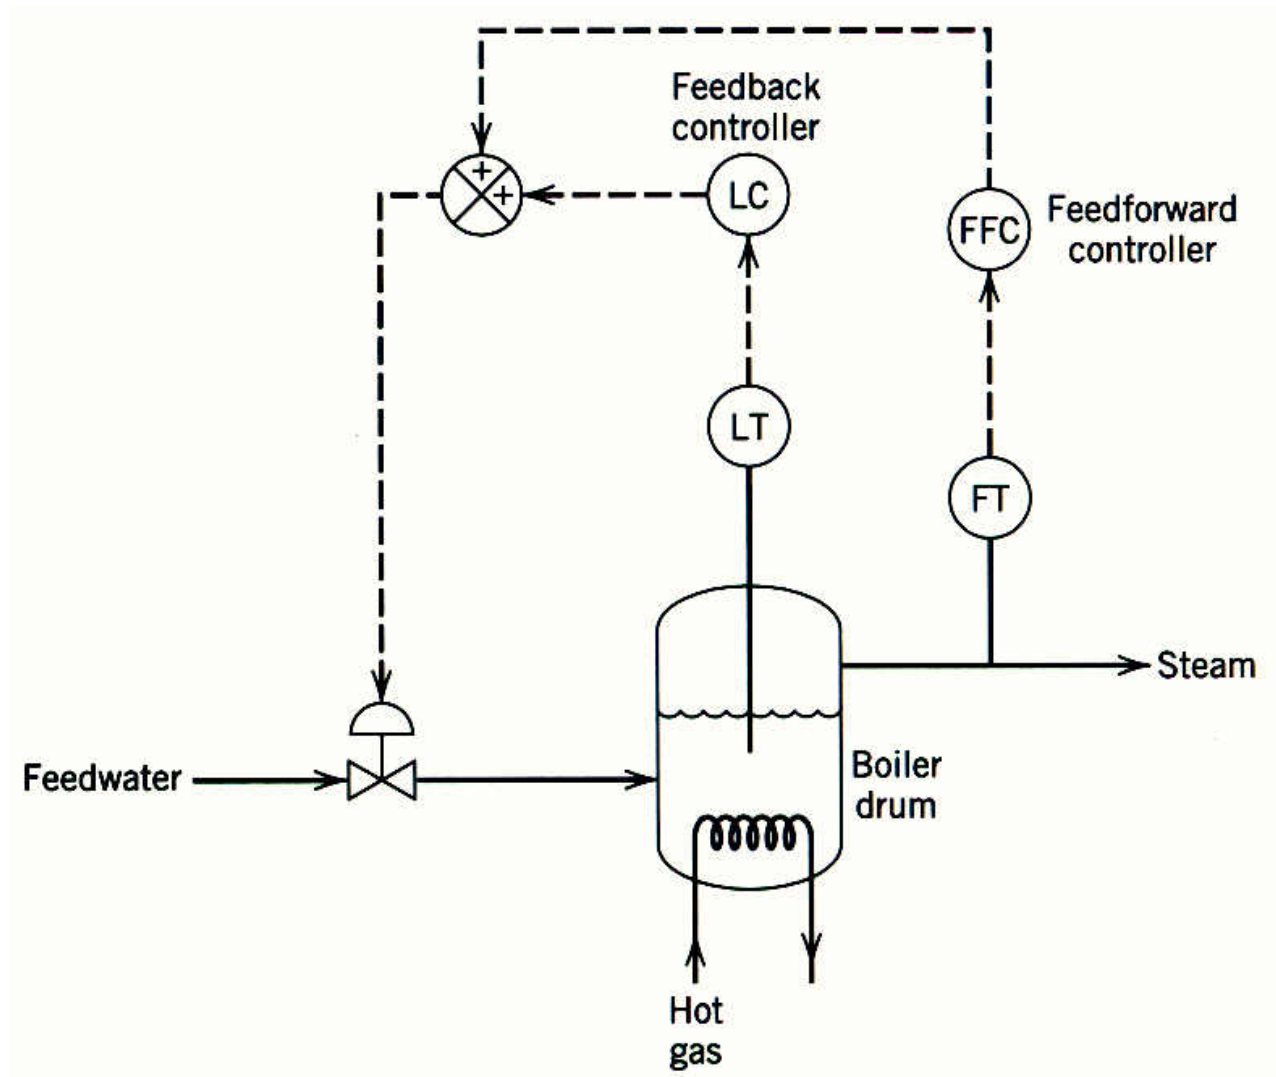 Feedback
controller
+
+
LC
FFC
Feedforward
controller
LT
FT
Steam
Feedwater
Boiler
drum
Hot
gas